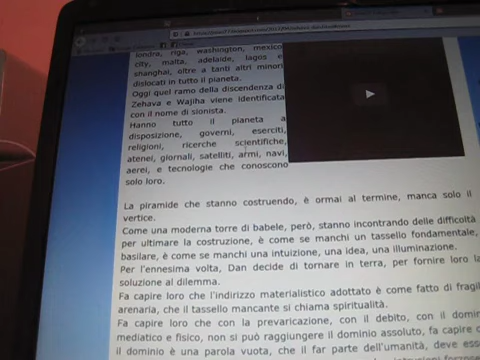 londra, riga, washington, mexico
city, malta, adelaide, lagos e
shanghai, oltre a tanti altri minori
dislocati in tutto il pianeta.
Oggi quel ramo della discendenza di
Zehava e Wajiha viene identificata
con il nome di sionista.
Hanno tutto il pianeta a
disposizione, governi, eserciti,
religioni, ricerche scientifiche,
atenei, giornali, satelliti, armi, navi,
aerei, e tecnologie che conoscono
solo loro.
La piramide che stanno costruendo, è ormai al termine, manca solo il
vertice.
Come una moderna torre di babele, però, stanno incontrando delle difficoltà
per ultimare la costruzione, è come se manchi un tassello fondamentale,
basilare, è come se manchi una intuizione, una idea, una illuminazione.
Per l'ennesima volta, Dan decide di tornare in terra, per fornire loro la
soluzione al dilemma.
Fa capire loro che l'indirizzo materialistico adottato è come fatto di fragil
arenaria, che il tassello mancante si chiama spiritualità.
Fa capire loro che con la prevaricazione, con il debito, con il domin
mediatico e fisico, non si può raggiungere il dominio assoluto, fa capire c
il dominio è una parola vuota, che il far parte dell'umanità, deve ess